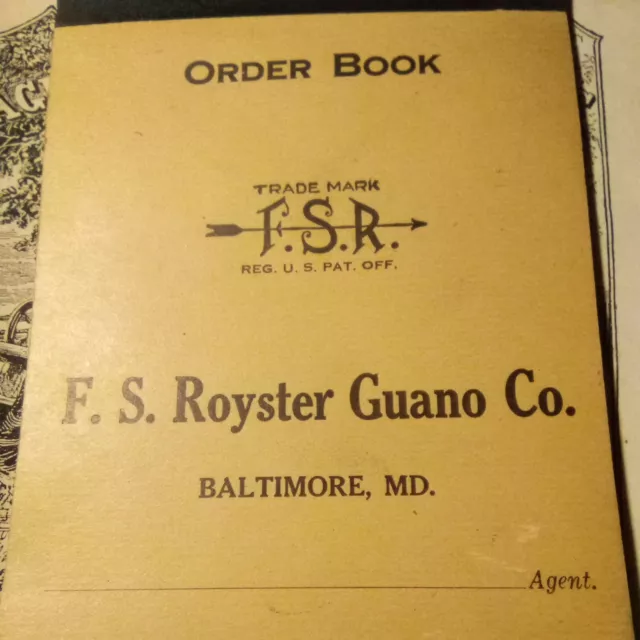 ORDER BOOK
TRADE MARK
F.S.R.
REG. U. S. PAT. OFF.
F. S. Royster Guano Co.
BALTIMORE, MD.
Agent.